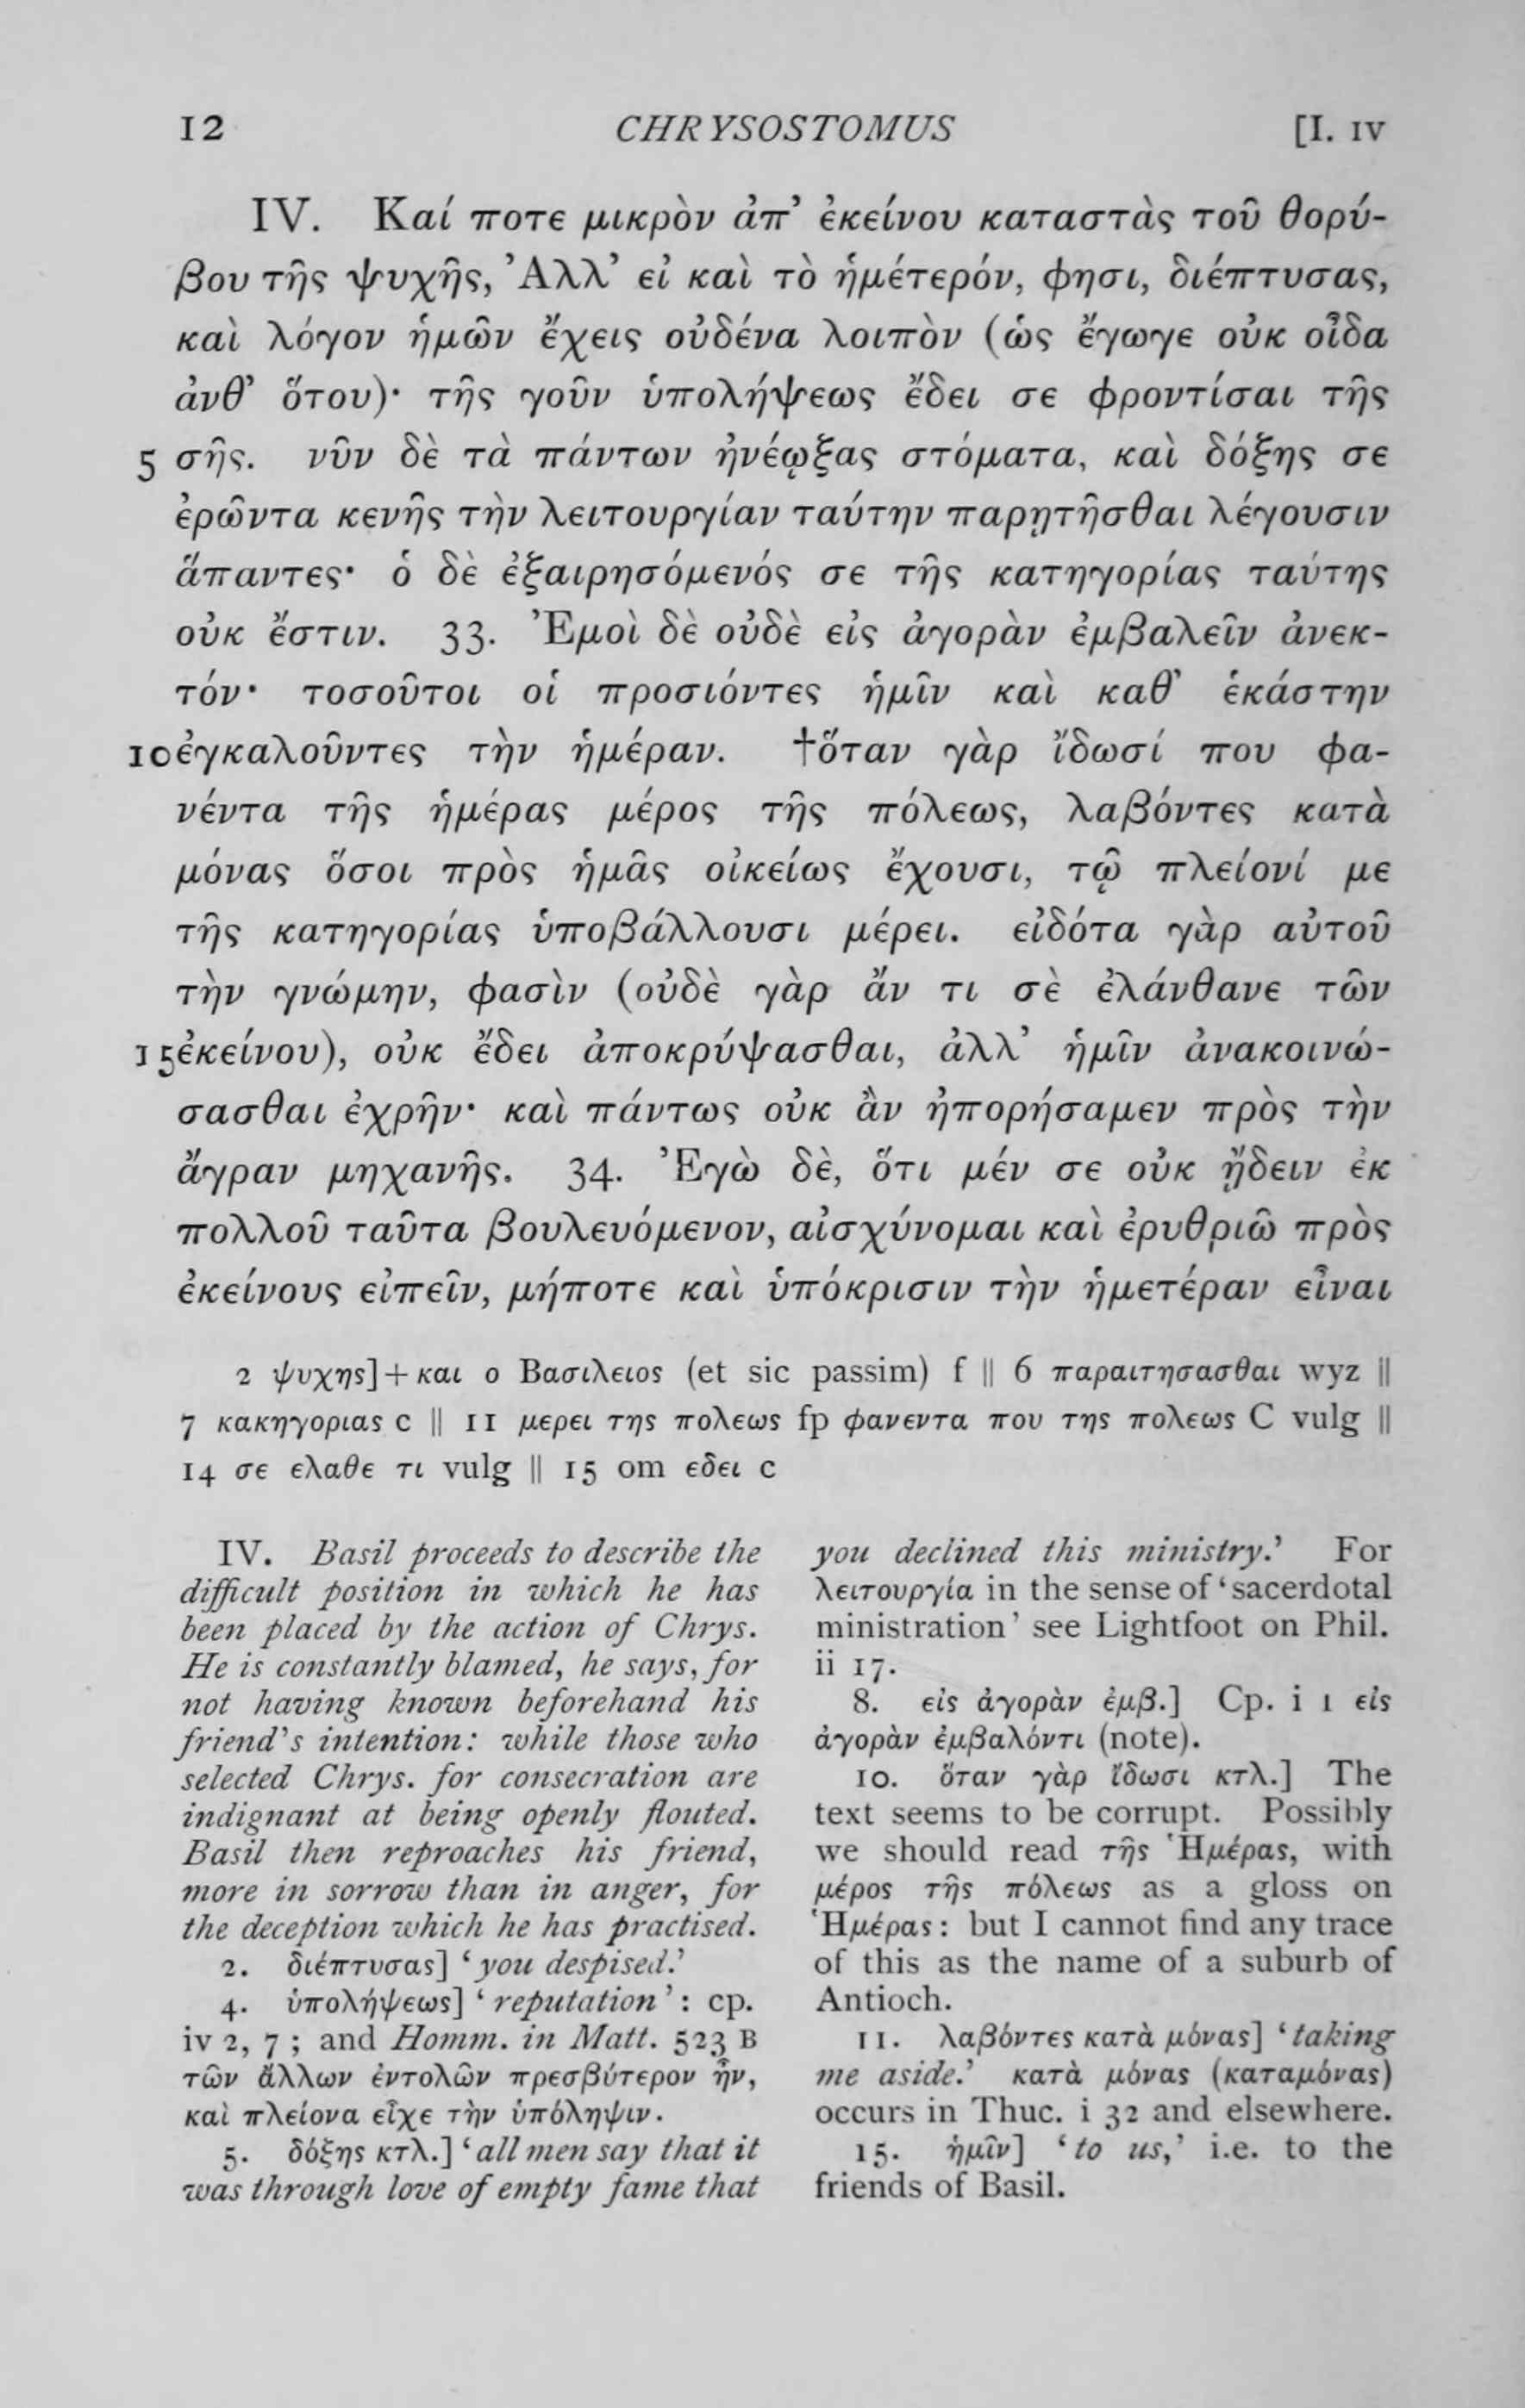 12 CHRYSOSTOMUS [I. IV
IV. Καί ποτε μικρὸν ἀπ’ ἐκείνου καταστὰς τοῦ θορύ-
βου τῆς ψυχῆς, Ἀλλ’ εἰ καὶ τὸ ἡμέτερόν, φησι, διέπτυσας,
καὶ λόγον ἡμῶν ἔχεις οὐδένα λοιπὸν (ὡς ἔγωγε οὐκ οἶδα
ἀνθ’ ὅτου)· τῆς γοῦν ὑπολήψεως ἔδει σε φροντίσαι τῆς
5 σῆς. νῦν δὲ τὰ πάντων ἠνέῳξας στόματα, καὶ δόξης σε
ἐρῶντα κενῆς τὴν λειτουργίαν ταύτην παρῃτῆσθαι λέγουσιν
ἅπαντες· ὁ δὲ ἐξαιρησόμενός σε τῆς κατηγορίας ταύτης
οὐκ ἔστιν. 33. Ἐμοὶ δὲ οὐδὲ εἰς ἀγορὰν ἐμβαλεῖν ἀνεκ-
τόν· τοσοῦτοι οἱ προσιόντες ἡμῖν καὶ καθ’ ἑκάστην
10 ἐγκαλοῦντες τὴν ἡμέραν. †ὅταν γὰρ ἴδωσί που φα-
νέντα τῆς ἡμέρας μέρος τῆς πόλεως, λαβόντες κατὰ
μόνας ὅσοι πρὸς ἡμᾶς οἰκείως ἔχουσι, τῷ πλείονί με
τῆς κατηγορίας ὑποβάλλουσι μέρει. εἰδότα γὰρ αὐτοῦ
τὴν γνώμην, φασὶν (οὐδὲ γὰρ ἄν τι σὲ ἐλάνθανε τῶν
15 ἐκείνου), οὐκ ἔδει ἀποκρύψασθαι, ἀλλ’ ἡμῖν ἀνακοινώ-
σασθαι ἐχρῆν· καὶ πάντως οὐκ ἂν ἠπορήσαμεν πρὸς τὴν
ἄγραν μηχανῆς. 34. Ἐγὼ δὲ, ὅτι μέν σε οὐκ ᾔδειν ἐκ
πολλοῦ ταῦτα βουλευόμενον, αἰσχύνομαι καὶ ἐρυθριῶ πρὸς
ἐκείνους εἰπεῖν, μήποτε καὶ ὑπόκρισιν τὴν ἡμετέραν εἶναι
2 ψυχης]+και ο Βασιλειος (et sic passim) f || 6 παραιτησασθαι wyz ||
7 κακηγοριας c || 11 μερει της πολεως fp φανεντα που της πολεως C vulg ||
14 σε ελαθε τι vulg || 15 om εδει c
IV. Basil proceeds to describe the
difficult position in which he has
been placed by the action of Chrys.
He is constantly blamed, he says, for
not having known beforehand his
friend's intention: while those who
selected Chrys. for consecration are
indignant at being openly flouted.
Basil then reproaches his friend,
more in sorrow than in anger, for
the deception which he has practised.
2. διέπτυσας] ‘you despised.’
4. ὑπολήψεως] ‘reputation’: cp.
iv 2, 7; and Homm. in Matt. 523 B
τῶν ἄλλων ἐντολῶν πρεσβύτερον ἦν,
καὶ πλείονα εἶχε τὴν ὑπόληψιν.
5. δόξης κτλ.] ‘all men say that it
was through love of empty fame that
you declined this ministry.’ For
λειτουργία in the sense of ‘sacerdotal
ministration’ see Lightfoot on Phil.
ii 17.
8. εἰς ἀγορὰν ἐμβ.] Cp. i 1 εἰς
ἀγορὰν ἐμβαλόντι (note).
10. ὅταν γὰρ ἴδωσι κτλ.] The
text seems to be corrupt. Possibly
we should read τῆς Ἡμέρας, with
μέρος τῆς πόλεως as a gloss on
Ἡμέρας: but I cannot find any trace
of this as the name of a suburb of
Antioch.
11. λαβόντες κατὰ μόνας] ‘taking
me aside.’ κατὰ μόνας (καταμόνας)
occurs in Thuc. i 32 and elsewhere.
15. ἡμῖν] ‘to us,’ i.e. to the
friends of Basil.